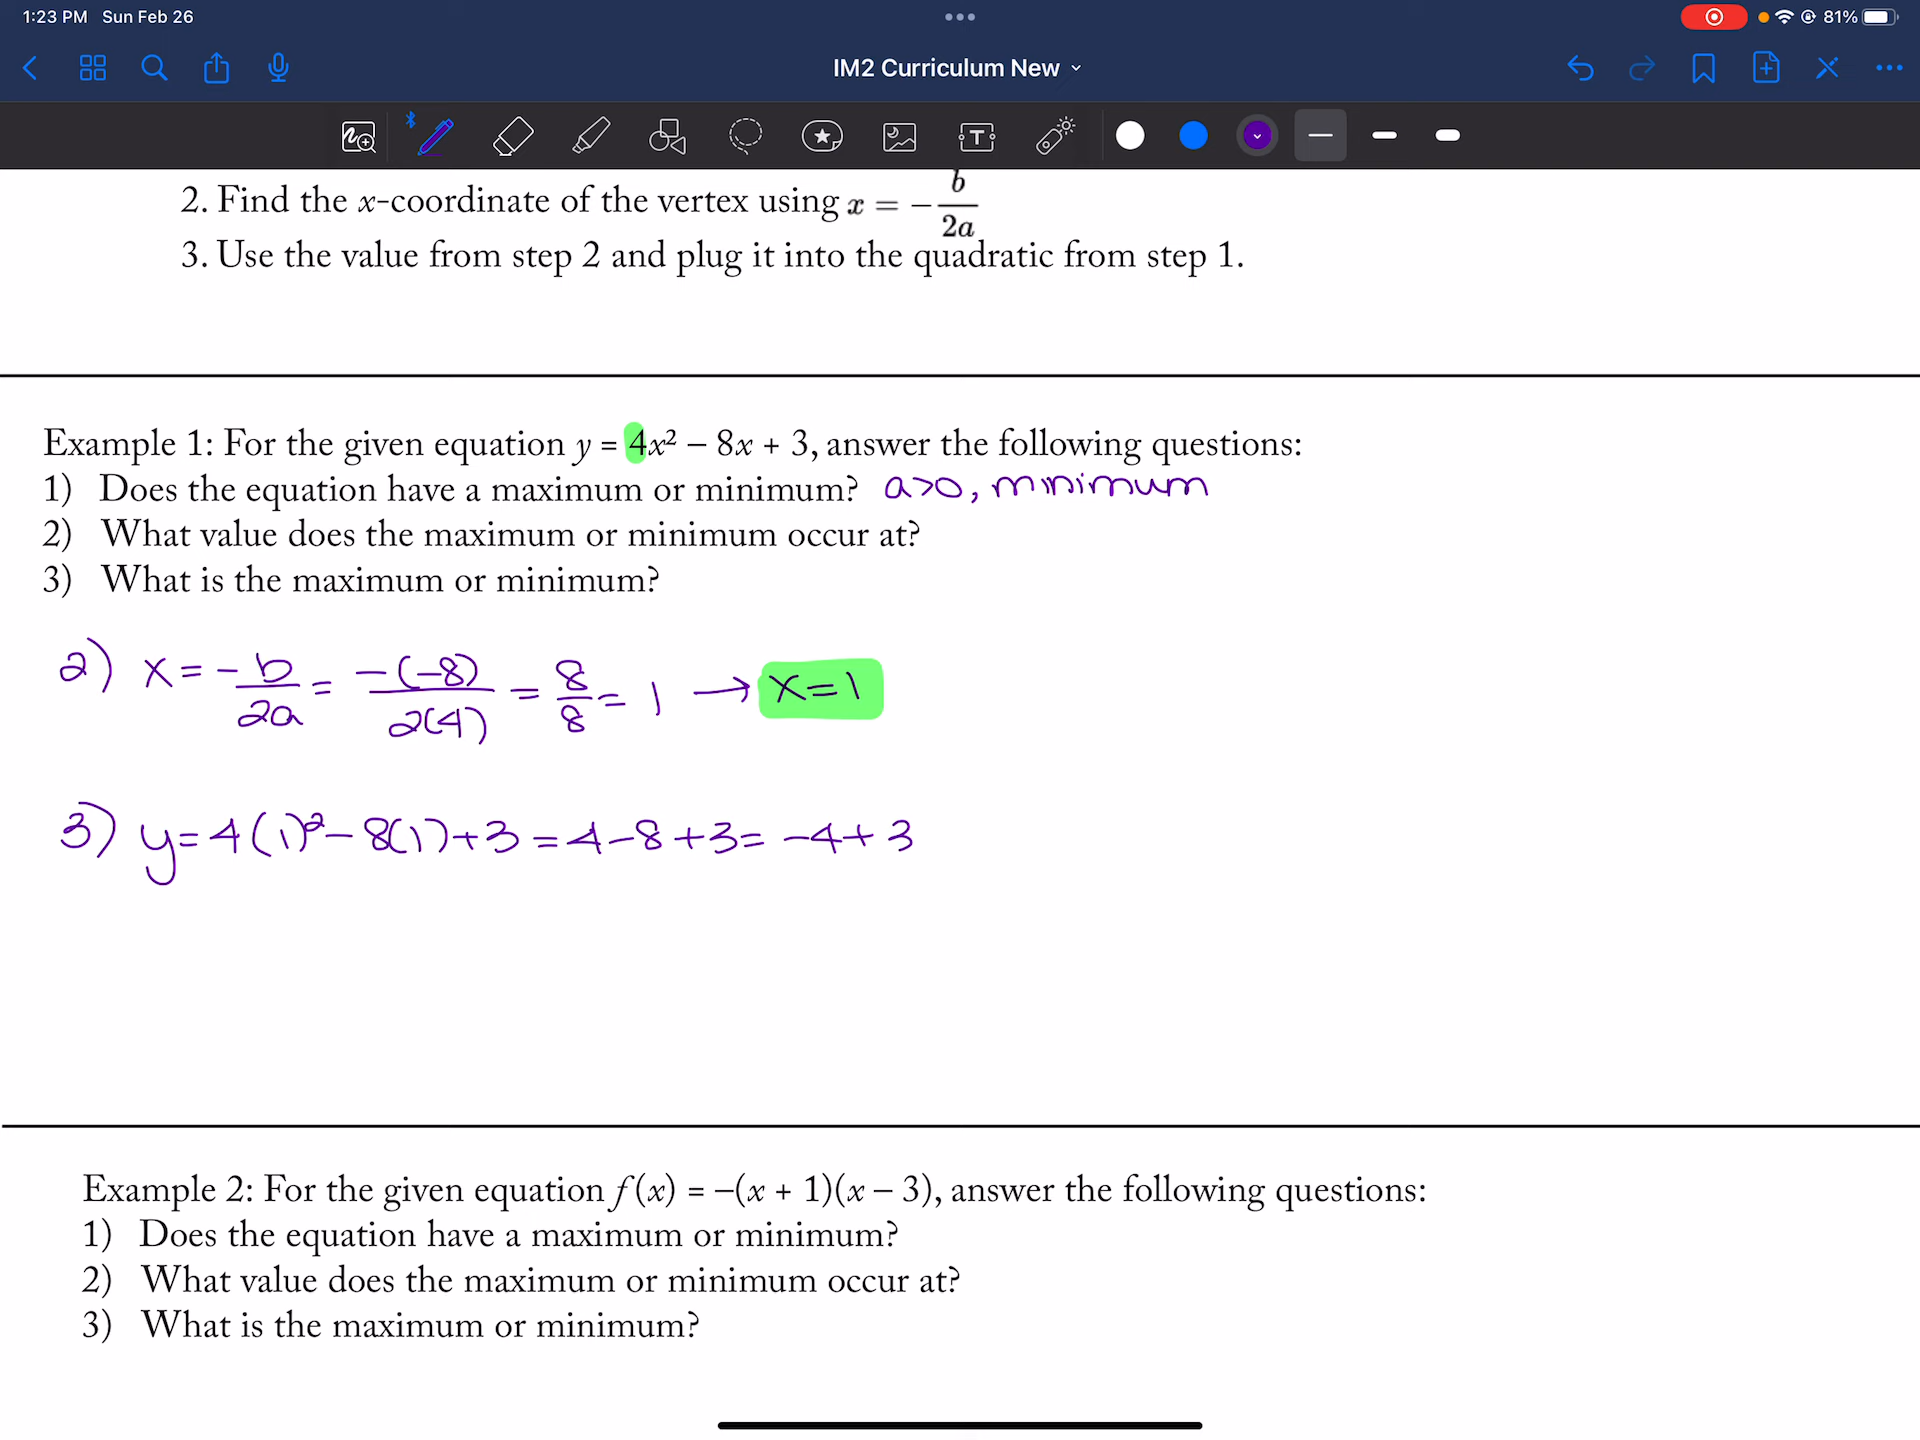 1:23 PM Sun Feb 26
81%
IM2 Curriculum New
2. Find the x-coordinate of the vertex using x = −b/2a
3. Use the value from step 2 and plug it into the quadratic from step 1.
Example 1: For the given equation y = 4x² − 8x + 3, answer the following questions:
1) Does the equation have a maximum or minimum? a>0, minimum
2) What value does the maximum or minimum occur at?
3) What is the maximum or minimum?
2) x = −b/2a = −(−8)/2(4) = 8/8 = 1 → x=1
3) y=4(1)²−8(1)+3=4−8+3=−4+3
Example 2: For the given equation f(x) = −(x + 1)(x − 3), answer the following questions:
1) Does the equation have a maximum or minimum?
2) What value does the maximum or minimum occur at?
3) What is the maximum or minimum?